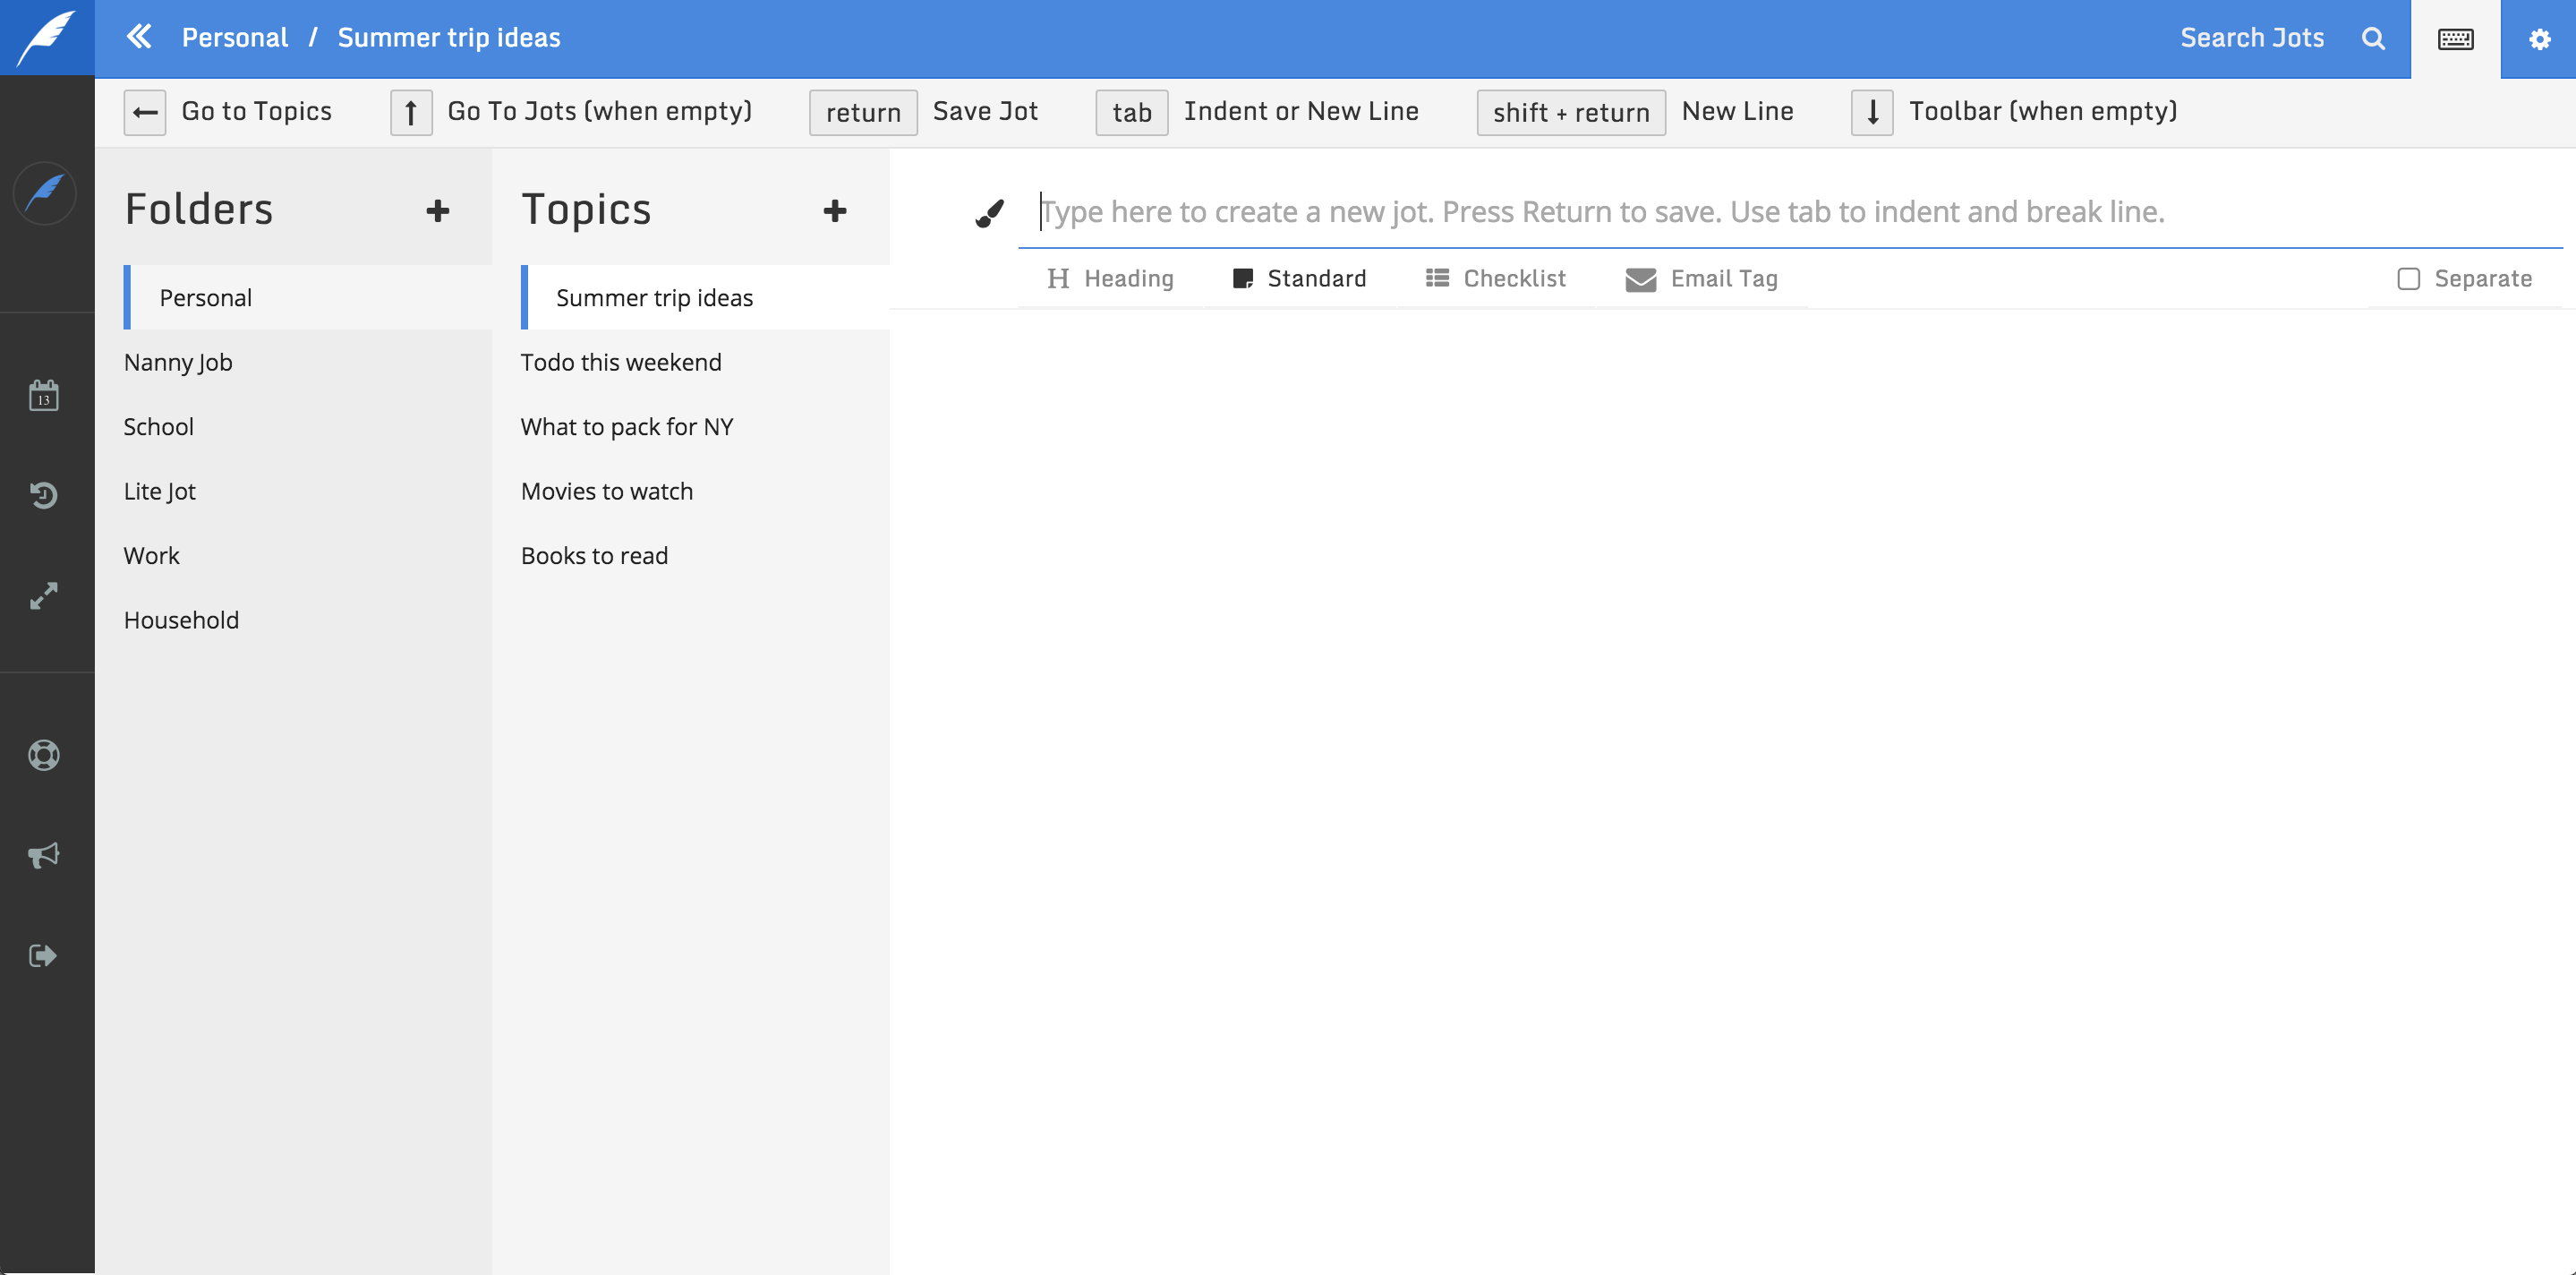 Personal / Summer trip ideas
Search Jots
Go to Topics
Go To Jots (when empty)
return Save Jot
tab Indent or New Line
shift + return New Line
Toolbar (when empty)
Folders
Personal
Nanny Job
School
Lite Jot
Work
Household
Topics
Summer trip ideas
Todo this weekend
What to pack for NY
Movies to watch
Books to read
Type here to create a new jot. Press Return to save. Use tab to indent and break line.
H Heading
Standard
Checklist
Email Tag
Separate
13